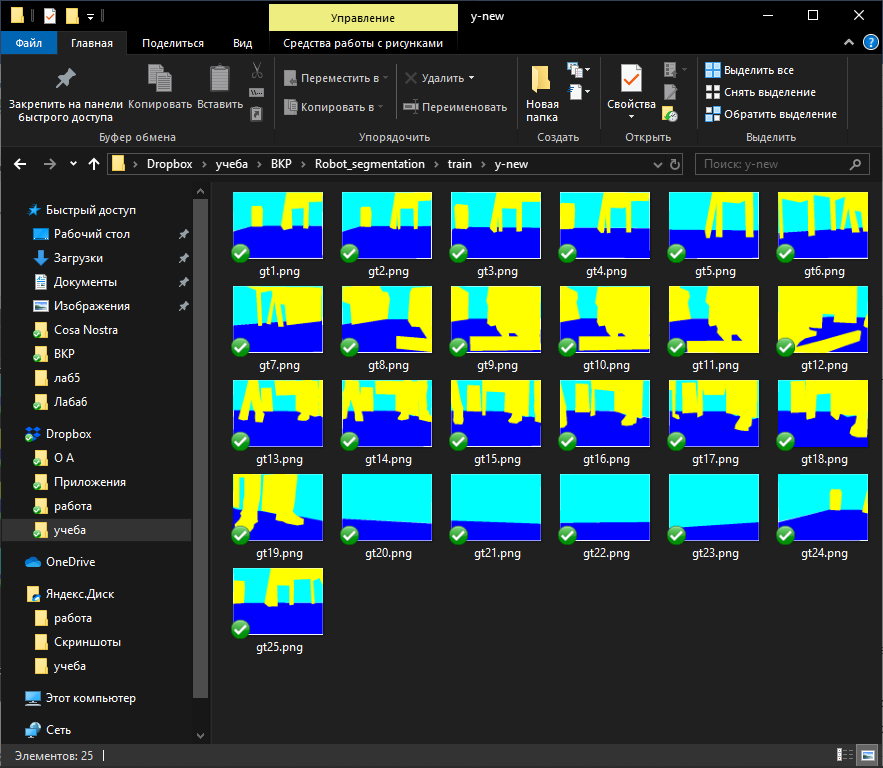 Управление
y-new
Файл
Главная
Поделиться
Вид
Средства работы с рисунками
Закрепить на панели быстрого доступа
Копировать
Вставить
Переместить в
Копировать в
Удалить
Переименовать
Новая папка
Свойства
Выделить все
Снять выделение
Обратить выделение
Буфер обмена
Упорядочить
Создать
Открыть
Выделить
Dropbox > учеба > ВКР > Robot_segmentation > train > y-new
Поиск: y-new
Быстрый доступ
Рабочий стол
Загрузки
Документы
Изображения
Cosa Nostra
ВКР
лаб5
Лабаб
Dropbox
О А
Приложения
работа
учеба
OneDrive
Яндекс.Диск
работа
Скриншоты
учеба
Этот компьютер
Сеть
gt1.png
gt2.png
gt3.png
gt4.png
gt5.png
gt6.png
gt7.png
gt8.png
gt9.png
gt10.png
gt11.png
gt12.png
gt13.png
gt14.png
gt15.png
gt16.png
gt17.png
gt18.png
gt19.png
gt20.png
gt21.png
gt22.png
gt23.png
gt24.png
gt25.png
Элементов: 25